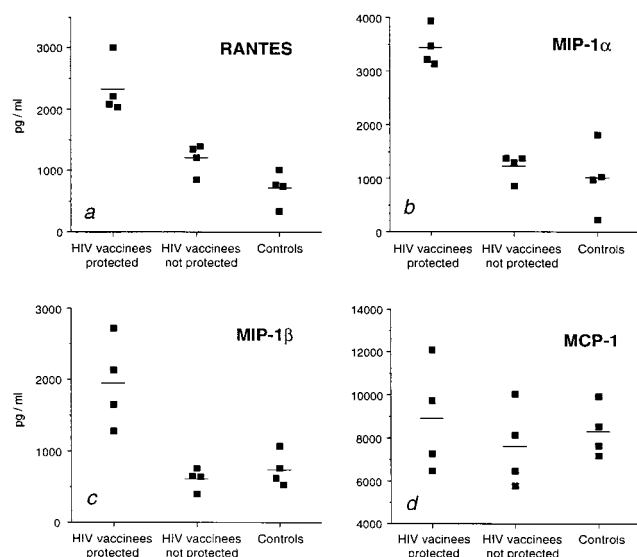 RANTES
3000
2000
1000
0
pg / ml
a
HIV vaccinees protected
HIV vaccinees not protected
Controls
MIP-1α
4000
3000
2000
1000
0
b
HIV vaccinees protected
HIV vaccinees not protected
Controls
MIP-1β
3000
2000
1000
0
pg / ml
c
HIV vaccinees protected
HIV vaccinees not protected
Controls
MCP-1
14000
12000
10000
8000
6000
4000
d
HIV vaccinees protected
HIV vaccinees not protected
Controls